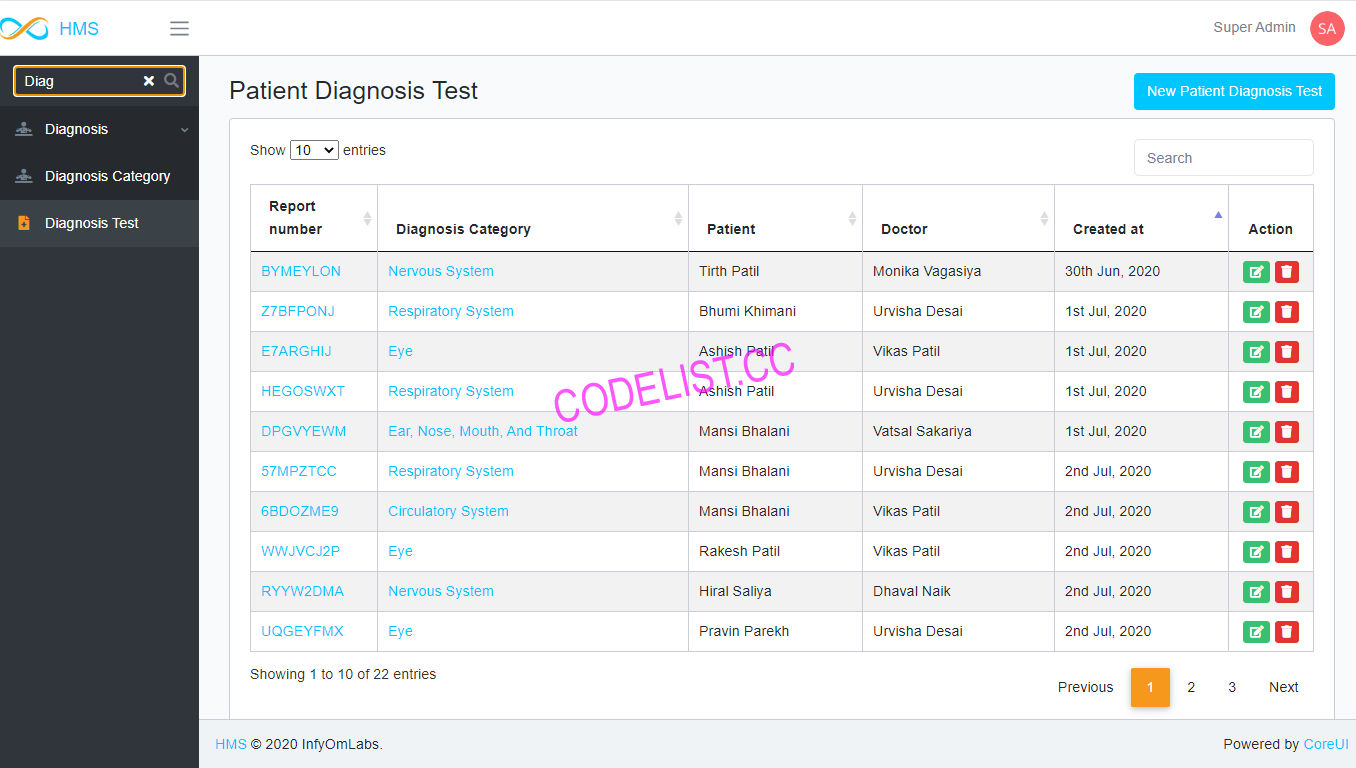 HMS
Super Admin SA
Diag
Diagnosis
Diagnosis Category
Diagnosis Test
Patient Diagnosis Test
New Patient Diagnosis Test
Show 10 entries
Search
Report number Diagnosis Category Patient Doctor Created at Action
BYMEYLON Nervous System Tirth Patil Monika Vagasiya 30th Jun, 2020
Z7BFPONJ Respiratory System Bhumi Khimani Urvisha Desai 1st Jul, 2020
E7ARGHIJ Eye Ashish Patil Vikas Patil 1st Jul, 2020
CODELIST.CC
HEGOSWXT Respiratory System Ashish Patil Urvisha Desai 1st Jul, 2020
DPGVYEWM Ear, Nose, Mouth, And Throat Mansi Bhalani Vatsal Sakariya 1st Jul, 2020
57MPZTCC Respiratory System Mansi Bhalani Urvisha Desai 2nd Jul, 2020
6BDOZME9 Circulatory System Mansi Bhalani Vikas Patil 2nd Jul, 2020
WWJVCJ2P Eye Rakesh Patil Vikas Patil 2nd Jul, 2020
RYYW2DMA Nervous System Hiral Saliya Dhaval Naik 2nd Jul, 2020
UQGEYFMX Eye Pravin Parekh Urvisha Desai 2nd Jul, 2020
Showing 1 to 10 of 22 entries
Previous 1 2 3 Next
HMS © 2020 InfyOmLabs.
Powered by CoreUI